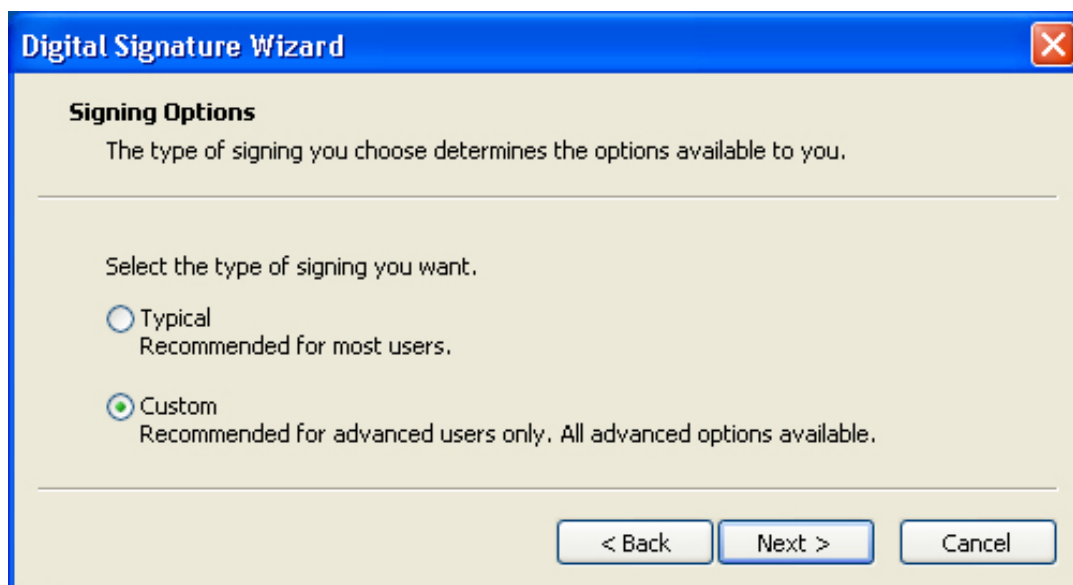 Digital Signature Wizard
Signing Options
The type of signing you choose determines the options available to you.
Select the type of signing you want.
Typical
Recommended for most users.
Custom
Recommended for advanced users only. All advanced options available.
< Back Next > Cancel